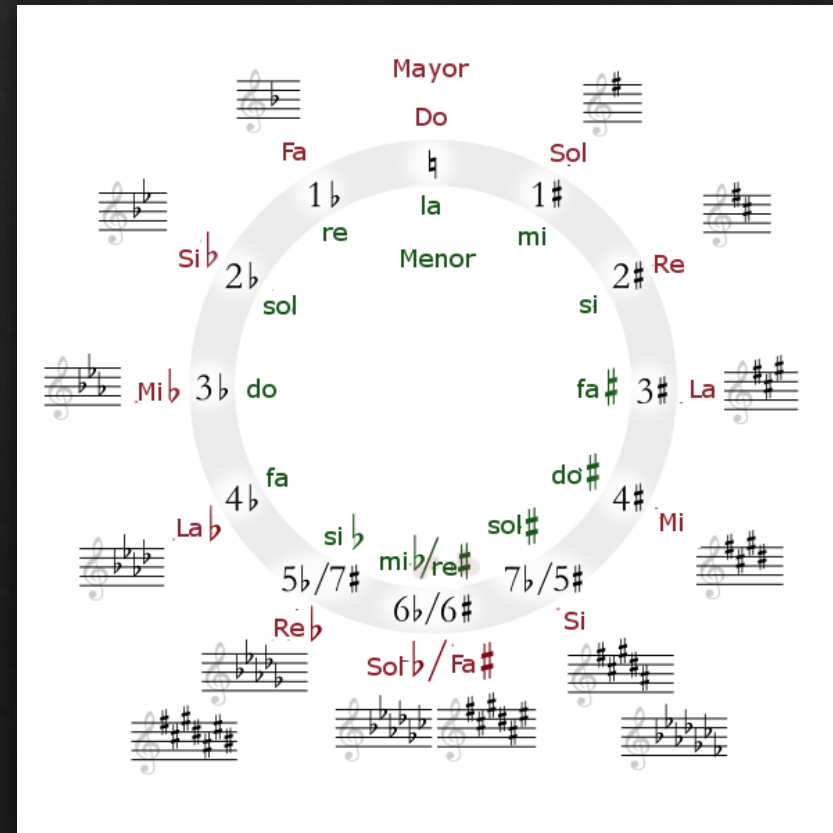 Mayor
Do
Fa
Sol
♮
1♭
1♯
la
re
mi
Menor
Si♭
Re
2♭
2♯
sol
si
Mi♭
3♭
do
fa♯
3♯
La
fa
do♯
4♭
4♯
La♭
Mi
si♭
sol♯
mi♭/re♯
5♭/7♯
7♭/5♯
6♭/6♯
Re♭
Si
Sol♭/Fa♯